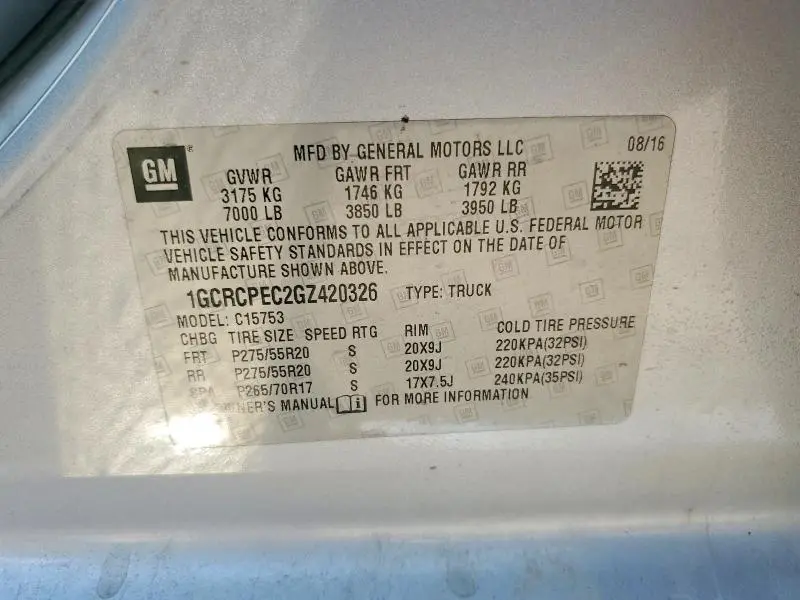 GM
MFD BY GENERAL MOTORS LLC 08/16
GVWR GAWR FRT GAWR RR
3175 KG 1746 KG 1792 KG
7000 LB 3850 LB 3950 LB
THIS VEHICLE CONFORMS TO ALL APPLICABLE U.S. FEDERAL MOTOR
VEHICLE SAFETY STANDARDS IN EFFECT ON THE DATE OF
MANUFACTURE SHOWN ABOVE.
1GCRCPEC2GZ420326 TYPE: TRUCK
MODEL: C15753
CHBG TIRE SIZE SPEED RTG RIM COLD TIRE PRESSURE
FRT P275/55R20 S 20X9J 220KPA(32PSI)
RR P275/55R20 S 20X9J 220KPA(32PSI)
SPA P265/70R17 S 17X7.5J 240KPA(35PSI)
OWNER'S MANUAL FOR MORE INFORMATION